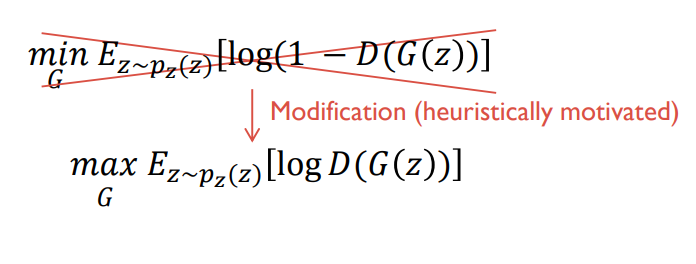 min E_{z~p_z(z)}[log(1 − D(G(z))]
G
Modification (heuristically motivated)
max E_{z~p_z(z)}[log D(G(z))]
G